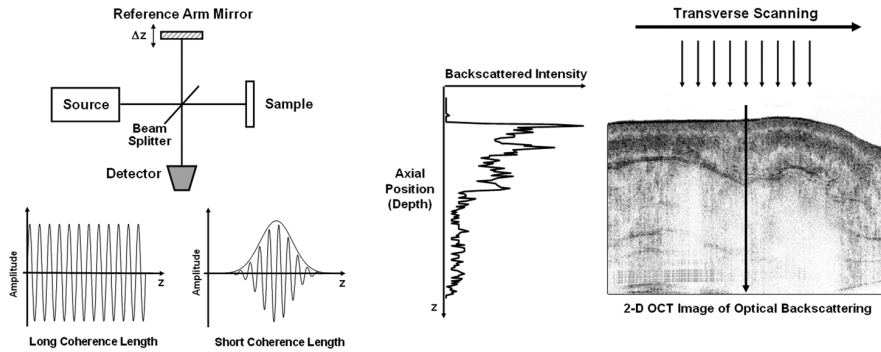 Reference Arm Mirror
Δz
Source
Sample
Beam
Splitter
Detector
Amplitude
z
Long Coherence Length
Amplitude
z
Short Coherence Length
Backscattered Intensity
Axial
Position
(Depth)
z
Transverse Scanning
2-D OCT Image of Optical Backscattering